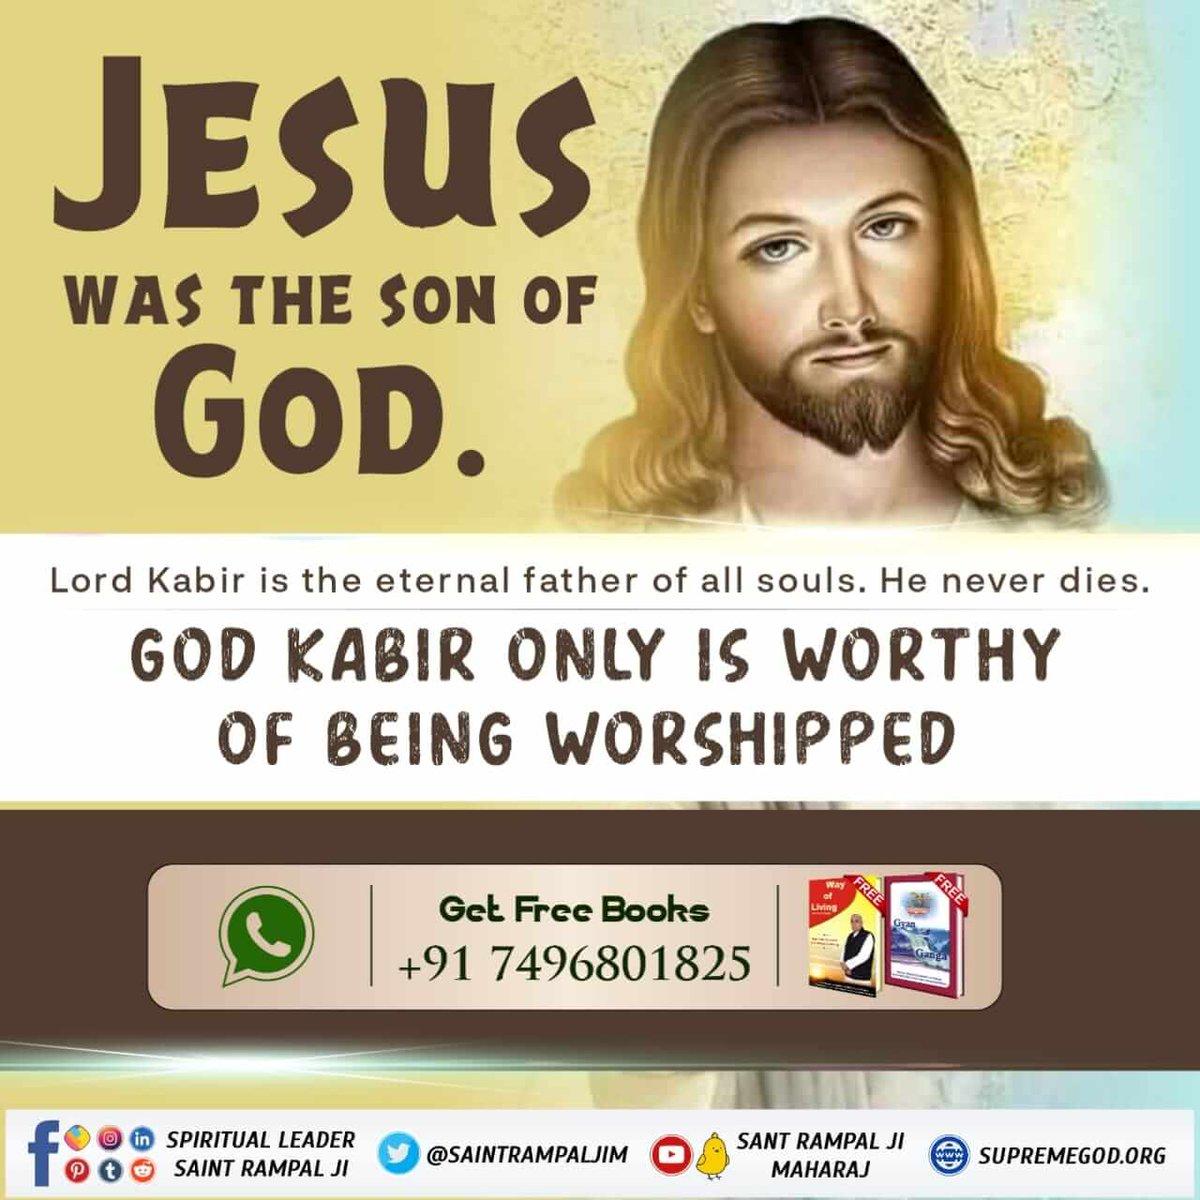 JESUS
WAS THE SON OF
GOD.
Lord Kabir is the eternal father of all souls. He never dies.
GOD KABIR ONLY IS WORTHY
OF BEING WORSHIPPED
Get Free Books
+91 7496801825
Way
of
Living
FREE
FREE
Gyan
Ganga
SPIRITUAL LEADER
SAINT RAMPAL JI
@SAINTRAMPALJIM
SANT RAMPAL JI
MAHARAJ
SUPREMEGOD.ORG